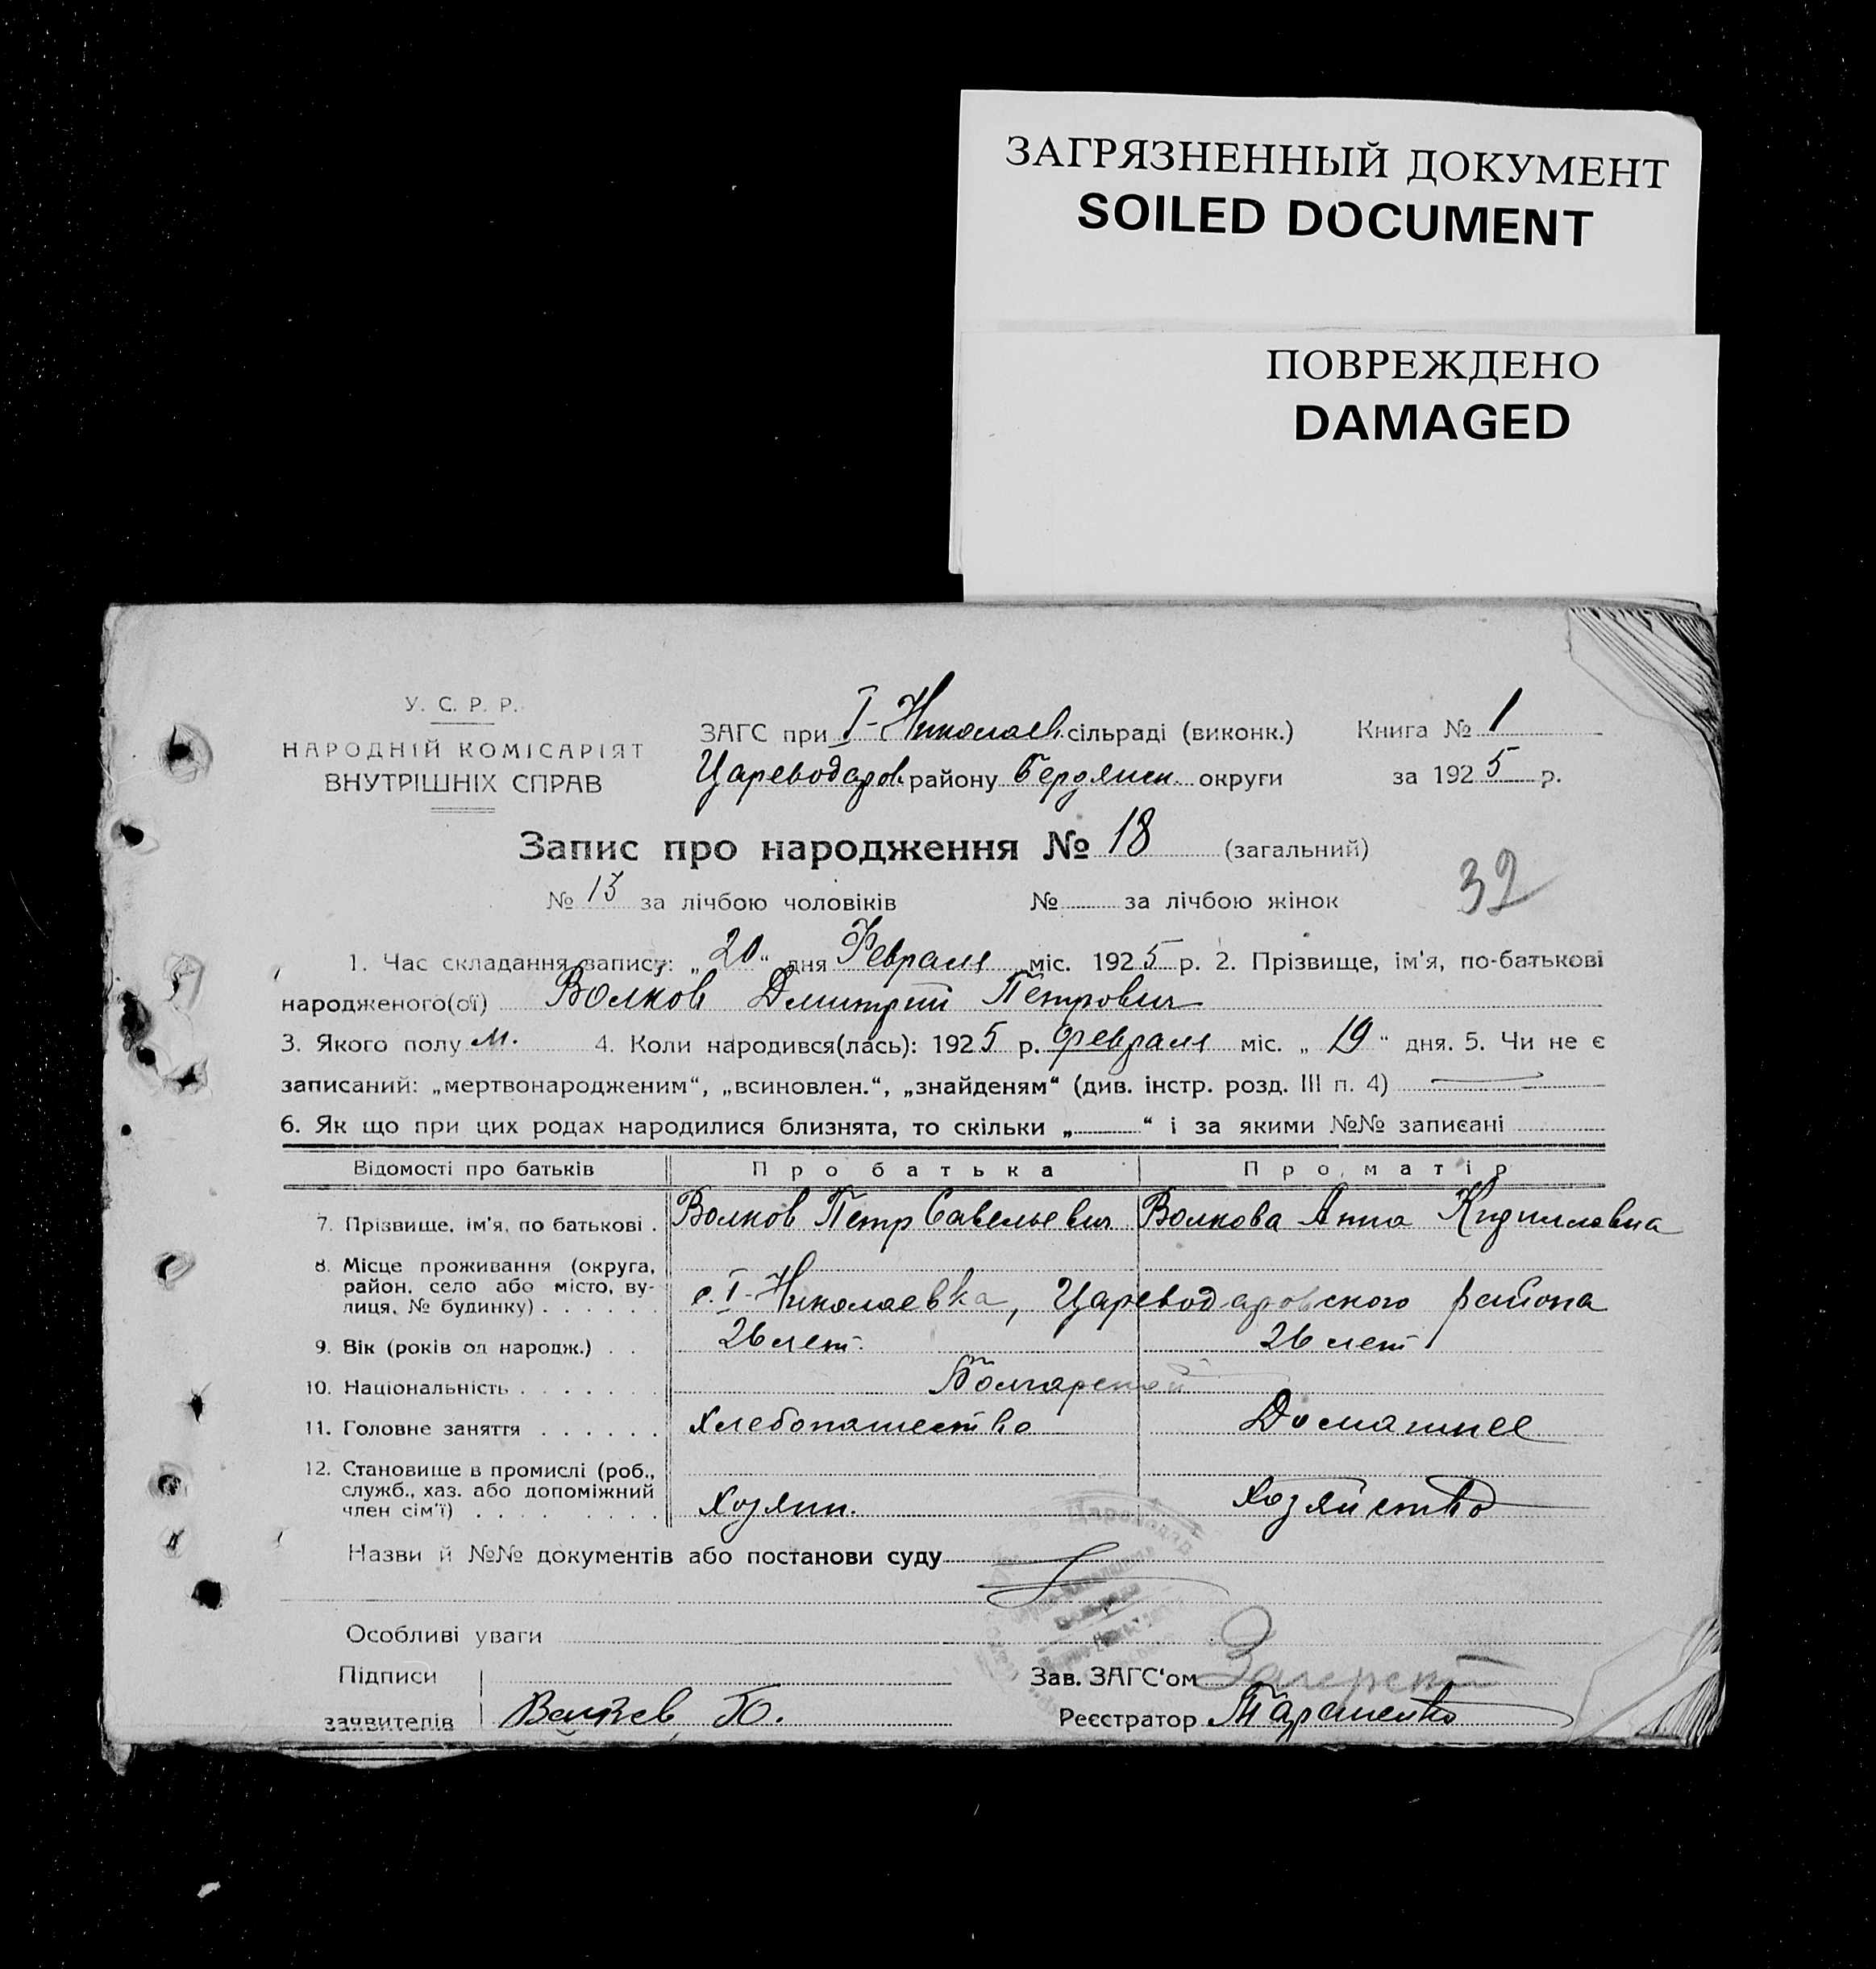 ЗАГРЯЗНЕННЫЙ ДОКУМЕНТ
SOILED DOCUMENT
ПОВРЕЖДЕНО
DAMAGED
У. С. Р. Р.
НАРОДНІЙ КОМІСАРІЯТ
ВНУТРІШНІХ СПРАВ
ЗАГС при I-Николаев. сільраді (виконк.)
Цареводаров. району Бердянск. округи
Книга № 1
за 1925 р.
Запис про народження № 18 (загальний)
№ 13 за лічбою чоловіків № за лічбою жінок
32
1. Час складання запису: „20" дня Февраля міс. 1925 р. 2. Прізвище, ім'я, по-батькові
народженого(ої) Волков Дмитрий Петрович
3. Якого полу м. 4. Коли народився(лась): 1925 р. февраля міс. „19" дня. 5. Чи не є
записаний: „мертвонародженим", „всиновлен.", „знайденям" (див. інстр. розд. III п. 4)
6. Як що при цих родах народилися близнята, то скільки „ " і за якими №№ записані
Відомості про батьків Про батька Про матір
7. Прізвище, ім'я, по батькові . Волков Петр Савельевич Волкова Анна Кирилловна
8. Місце проживання (округа,
район, село або місто, ву-
лиця, № будинку) . . . . . . с. I-Николаевка, Цареводаровского района
9. Вік (років од народж.) . . 26 лет. 26 лет
10. Національність . . . . . . . Болгарской
11. Головне заняття . . . . . . Хлебопашество Домашнее
12. Становище в промислі (роб.,
служб., хаз. або допоміжний
член сім'ї) . . . . . . . . . Хозяин. хозяйство
Назви й №№ документів або постанови суду
Особливі уваги
Підписи
заявителів
Зав. ЗАГС'ом
Реєстратор Тараненко